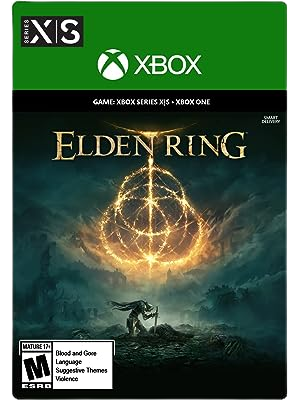 SERIES
X|S
XBOX
GAME: XBOX SERIES X|S • XBOX ONE
SMART
DELIVERY
ELDEN RING
MATURE 17+
M
ESRB
Blood and Gore
Language
Suggestive Themes
Violence